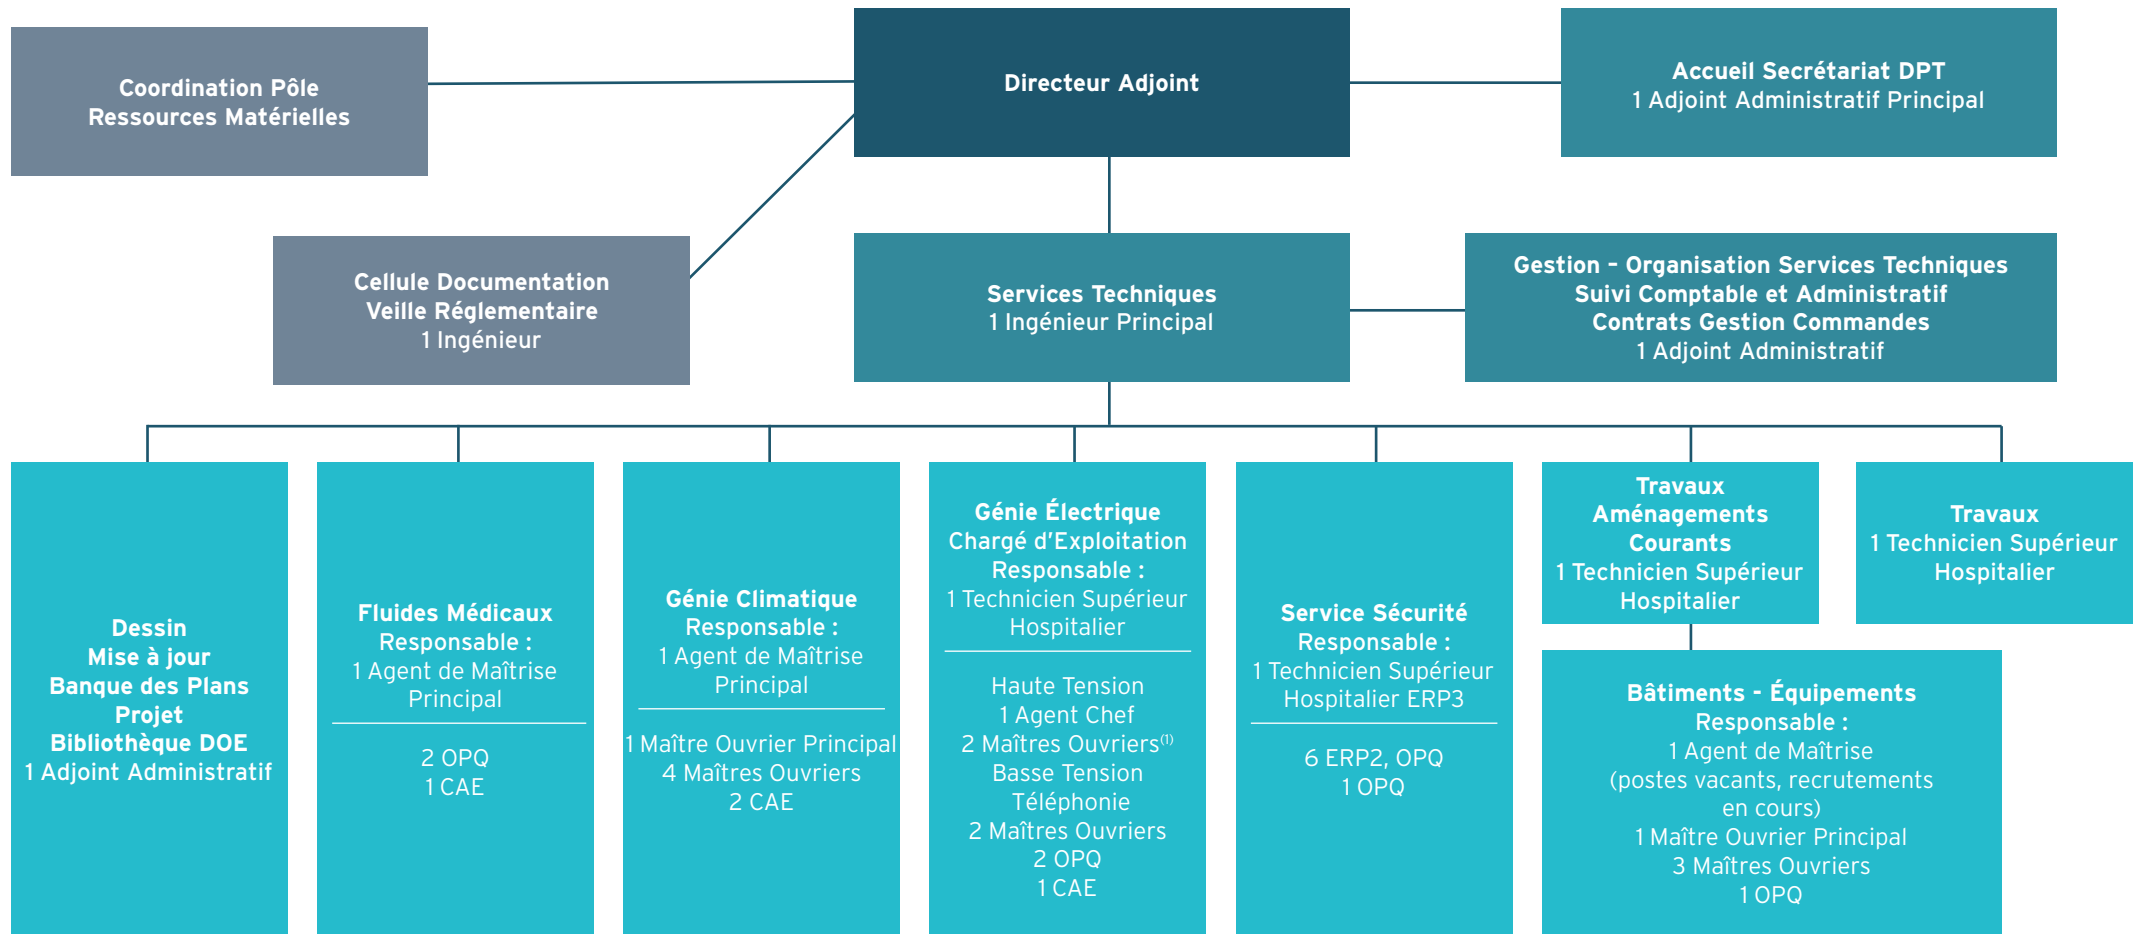 Coordination Pôle
Ressources Matérielles
Directeur Adjoint
Accueil Secrétariat DPT
1 Adjoint Administratif Principal
Cellule Documentation
Veille Réglementaire
1 Ingénieur
Services Techniques
1 Ingénieur Principal
Gestion – Organisation Services Techniques
Suivi Comptable et Administratif
Contrats Gestion Commandes
1 Adjoint Administratif
Dessin
Mise à jour
Banque des Plans
Projet
Bibliothèque DOE
1 Adjoint Administratif
Fluides Médicaux
Responsable :
1 Agent de Maîtrise
Principal
2 OPQ
1 CAE
Génie Climatique
Responsable :
1 Agent de Maîtrise
Principal
1 Maître Ouvrier Principal
4 Maîtres Ouvriers
2 CAE
Génie Électrique
Chargé d'Exploitation
Responsable :
1 Technicien Supérieur
Hospitalier
Haute Tension
1 Agent Chef
2 Maîtres Ouvriers(1)
Basse Tension
Téléphonie
2 Maîtres Ouvriers
2 OPQ
1 CAE
Service Sécurité
Responsable :
1 Technicien Supérieur
Hospitalier ERP3
6 ERP2, OPQ
1 OPQ
Travaux
Aménagements
Courants
1 Technicien Supérieur
Hospitalier
Travaux
1 Technicien Supérieur
Hospitalier
Bâtiments - Équipements
Responsable :
1 Agent de Maîtrise
(postes vacants, recrutements
en cours)
1 Maître Ouvrier Principal
3 Maîtres Ouvriers
1 OPQ